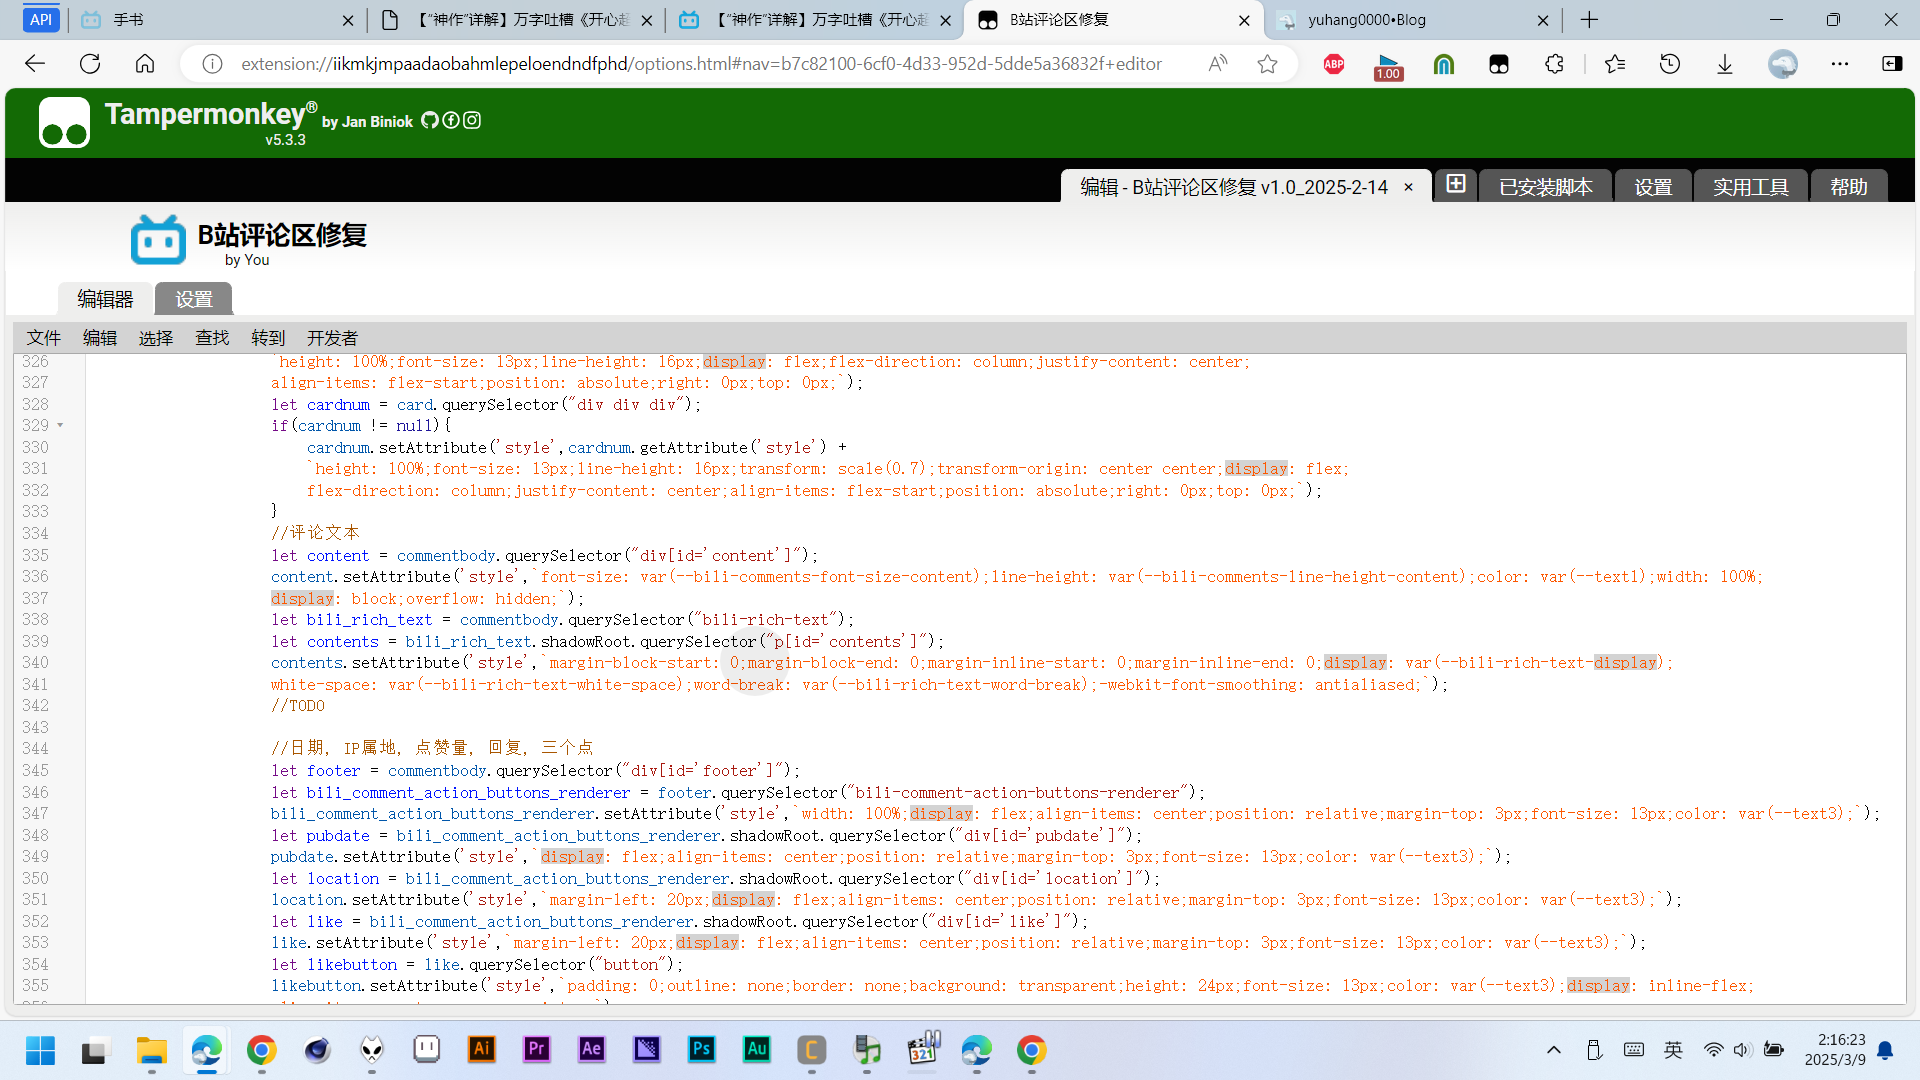 API
手书
【“神作”详解】万字吐槽《开心超
【“神作”详解】万字吐槽《开心超
B站评论区修复
yuhang0000•Blog
extension://iikmkjmpaadaobahmlepeloendndfphd/options.html#nav=b7c82100-6cf0-4d33-952d-5dde5a36832f+editor
ABP
1.00
Tampermonkey® by Jan Biniok
v5.3.3
编辑 - B站评论区修复 v1.0_2025-2-14 ×
已安装脚本
设置
实用工具
帮助
B站评论区修复
by You
编辑器
设置
文件 编辑 选择 查找 转到 开发者
326 `height: 100%;font-size: 13px;line-height: 16px;display: flex;flex-direction: column;justify-content: center;
327 align-items: flex-start;position: absolute;right: 0px;top: 0px;`);
328 let cardnum = card.querySelector("div div div");
329 if(cardnum != null){
330 cardnum.setAttribute('style',cardnum.getAttribute('style') +
331 `height: 100%;font-size: 13px;line-height: 16px;transform: scale(0.7);transform-origin: center center;display: flex;
332 flex-direction: column;justify-content: center;align-items: flex-start;position: absolute;right: 0px;top: 0px;`);
333 }
334 //评论文本
335 let content = commentbody.querySelector("div[id='content']");
336 content.setAttribute('style',`font-size: var(--bili-comments-font-size-content);line-height: var(--bili-comments-line-height-content);color: var(--text1);width: 100%;
337 display: block;overflow: hidden;`);
338 let bili_rich_text = commentbody.querySelector("bili-rich-text");
339 let contents = bili_rich_text.shadowRoot.querySelector("p[id='contents']");
340 contents.setAttribute('style',`margin-block-start: 0;margin-block-end: 0;margin-inline-start: 0;margin-inline-end: 0;display: var(--bili-rich-text-display);
341 white-space: var(--bili-rich-text-white-space);word-break: var(--bili-rich-text-word-break);-webkit-font-smoothing: antialiased;`);
342 //TODO
343
344 //日期, IP属地, 点赞量, 回复, 三个点
345 let footer = commentbody.querySelector("div[id='footer']");
346 let bili_comment_action_buttons_renderer = footer.querySelector("bili-comment-action-buttons-renderer");
347 bili_comment_action_buttons_renderer.setAttribute('style',`width: 100%;display: flex;align-items: center;position: relative;margin-top: 3px;font-size: 13px;color: var(--text3);`);
348 let pubdate = bili_comment_action_buttons_renderer.shadowRoot.querySelector("div[id='pubdate']");
349 pubdate.setAttribute('style',`display: flex;align-items: center;position: relative;margin-top: 3px;font-size: 13px;color: var(--text3);`);
350 let location = bili_comment_action_buttons_renderer.shadowRoot.querySelector("div[id='location']");
351 location.setAttribute('style',`margin-left: 20px;display: flex;align-items: center;position: relative;margin-top: 3px;font-size: 13px;color: var(--text3);`);
352 let like = bili_comment_action_buttons_renderer.shadowRoot.querySelector("div[id='like']");
353 like.setAttribute('style',`margin-left: 20px;display: flex;align-items: center;position: relative;margin-top: 3px;font-size: 13px;color: var(--text3);`);
354 let likebutton = like.querySelector("button");
355 likebutton.setAttribute('style',`padding: 0;outline: none;border: none;background: transparent;height: 24px;font-size: 13px;color: var(--text3);display: inline-flex;
Ai
Pr
Ae
Ps
Au
C
321
英
2:16:23
2025/3/9